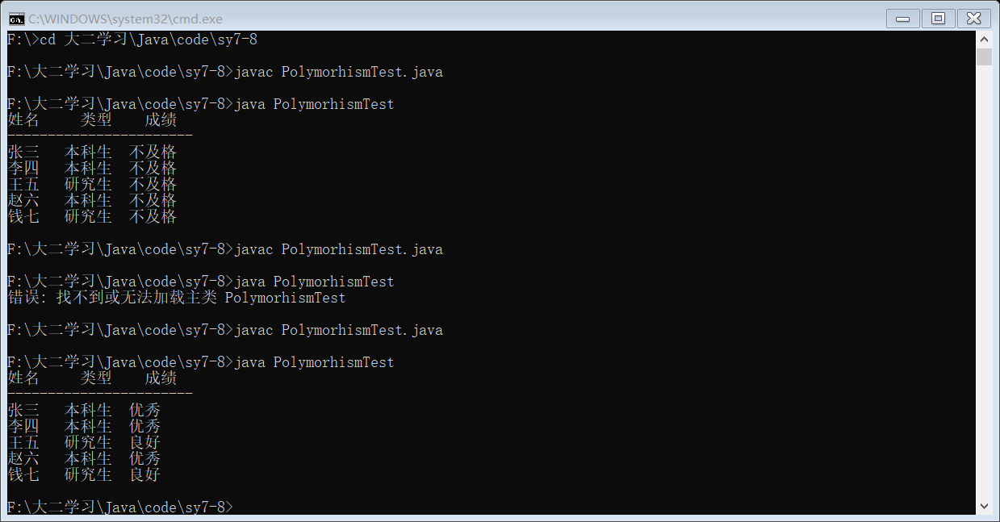 C:\WINDOWS\system32\cmd.exe
F:\>cd 大二学习\Java\code\sy7-8
F:\大二学习\Java\code\sy7-8>javac PolymorhismTest.java
F:\大二学习\Java\code\sy7-8>java PolymorhismTest
姓名     类型    成绩
-----------------------
张三   本科生  不及格
李四   本科生  不及格
王五   研究生  不及格
赵六   本科生  不及格
钱七   研究生  不及格
F:\大二学习\Java\code\sy7-8>javac PolymorhismTest.java
F:\大二学习\Java\code\sy7-8>java PolymorhismTest
错误: 找不到或无法加载主类 PolymorhismTest
F:\大二学习\Java\code\sy7-8>javac PolymorhismTest.java
F:\大二学习\Java\code\sy7-8>java PolymorhismTest
姓名     类型    成绩
-----------------------
张三   本科生  优秀
李四   本科生  优秀
王五   研究生  良好
赵六   本科生  优秀
钱七   研究生  良好
F:\大二学习\Java\code\sy7-8>